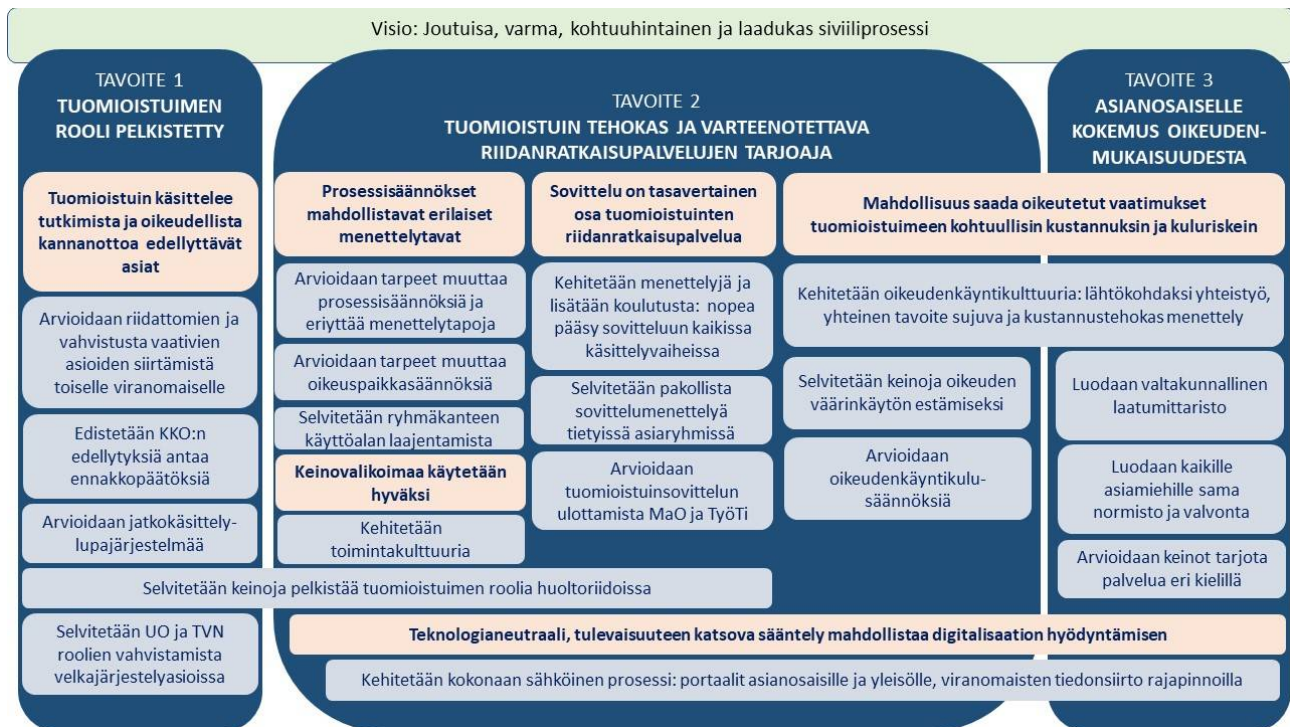 Visio: Joutuisa, varma, kohtuuhintainen ja laadukas siviiliprosessi
TAVOITE 1
TUOMIOISTUIMEN
ROOLI PELKISTETTY
Tuomioistuin käsittelee
tutkimista ja oikeudellista
kannanottoa edellyttävät
asiat
Arvioidaan riidattomien ja
vahvistusta vaativien
asioiden siirtämistä
toiselle viranomaiselle
Edistetään KKO:n
edellytyksiä antaa
ennakkopäätöksiä
Arvioidaan jatkokäsittely-
lupajärjestelmää
Selvitetään keinoja pelkistää tuomioistuimen roolia huoltoriidoissa
Selvitetään UO ja TVN
roolien vahvistamista
velkajärjestelyasioissa
TAVOITE 2
TUOMIOISTUIN TEHOKAS JA VARTEENOTETTAVA
RIIDANRATKAISUPALVELUJEN TARJOAJA
Prosessisäännökset
mahdollistavat erilaiset
menettelytavat
Arvioidaan tarpeet muuttaa
prosessisäännöksiä ja
eriyttää menettelytapoja
Arvioidaan tarpeet muuttaa
oikeuspaikkasäännöksiä
Selvitetään ryhmäkanteen
käyttöalan laajentamista
Keinovalikoimaa käytetään
hyväksi
Kehitetään
toimintakulttuuria
Sovittelu on tasavertainen
osa tuomioistuinten
riidanratkaisupalvelua
Kehitetään menettelyjä ja
lisätään koulutusta: nopea
pääsy sovitteluun kaikissa
käsittelyvaiheissa
Selvitetään pakollista
sovittelumenettelyä
tietyissä asiaryhmissä
Arvioidaan
tuomioistuinsovittelun
ulottamista MaO ja TyöTi
TAVOITE 3
ASIANOSAISELLE
KOKEMUS OIKEUDEN-
MUKAISUUDESTA
Mahdollisuus saada oikeutetut vaatimukset
tuomioistuimeen kohtuullisin kustannuksin ja kuluriskein
Kehitetään oikeudenkäyntikulttuuria: lähtökohdaksi yhteistyö,
yhteinen tavoite sujuva ja kustannustehokas menettely
Selvitetään keinoja oikeuden
väärinkäytön estämiseksi
Arvioidaan
oikeudenkäyntikulu-
säännöksiä
Luodaan valtakunnallinen
laatumittaristo
Luodaan kaikille
asiamiehille sama
normisto ja valvonta
Arvioidaan keinot tarjota
palvelua eri kielillä
Teknologianeutraali, tulevaisuuteen katsova sääntely mahdollistaa digitalisaation hyödyntämisen
Kehitetään kokonaan sähköinen prosessi: portaalit asianosaisille ja yleisölle, viranomaisten tiedonsiirto rajapinnoilla